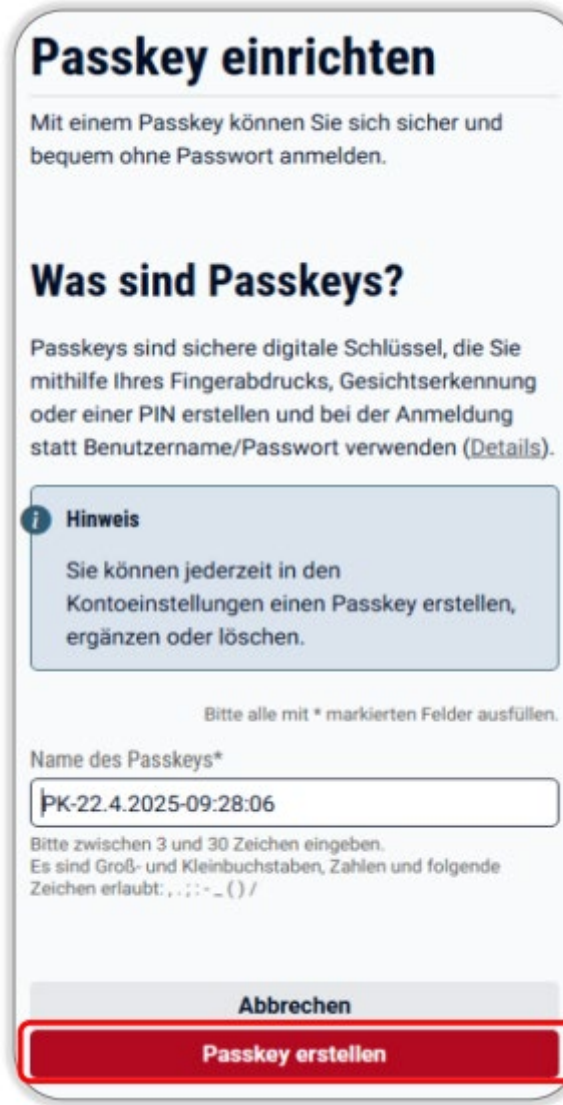 Passkey einrichten
Mit einem Passkey können Sie sich sicher und
bequem ohne Passwort anmelden.
Was sind Passkeys?
Passkeys sind sichere digitale Schlüssel, die Sie
mithilfe Ihres Fingerabdrucks, Gesichtserkennung
oder einer PIN erstellen und bei der Anmeldung
statt Benutzername/Passwort verwenden (Details).
i Hinweis
Sie können jederzeit in den
Kontoeinstellungen einen Passkey erstellen,
ergänzen oder löschen.
Bitte alle mit * markierten Felder ausfüllen.
Name des Passkeys*
PK-22.4.2025-09:28:06
Bitte zwischen 3 und 30 Zeichen eingeben.
Es sind Groß- und Kleinbuchstaben, Zahlen und folgende
Zeichen erlaubt: , . ; : - _ ( ) /
Abbrechen
Passkey erstellen